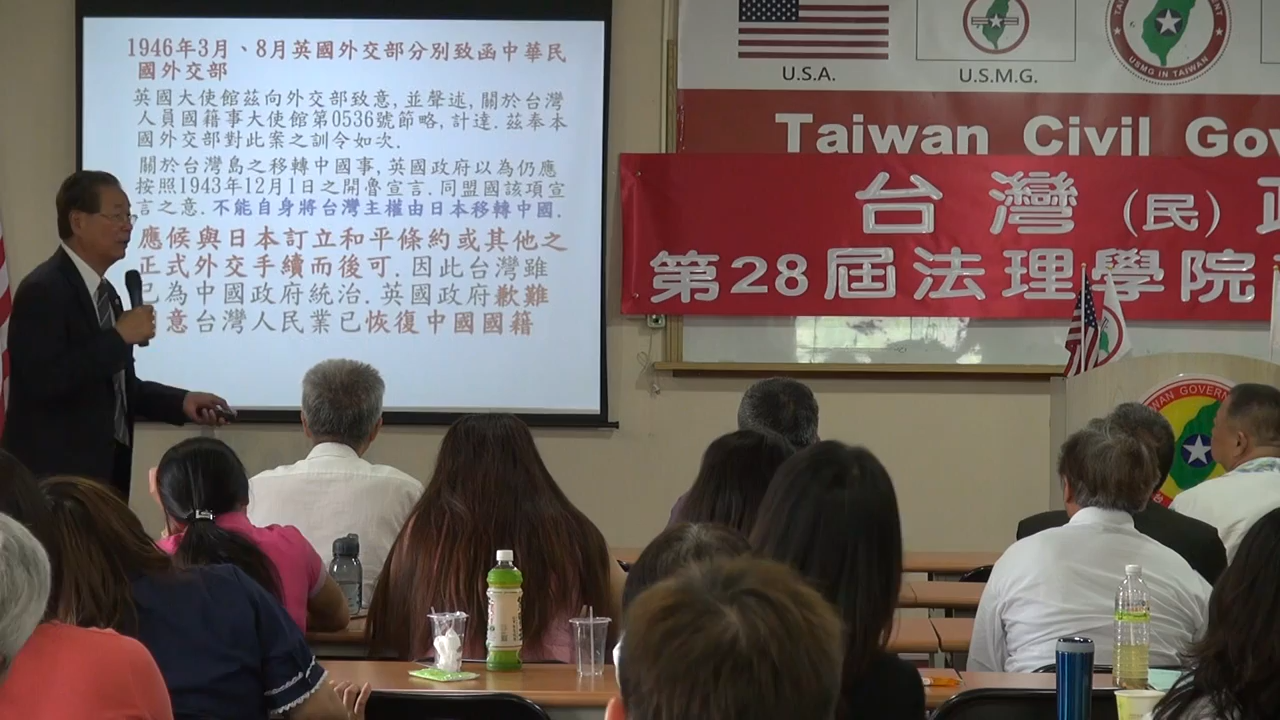 1946年3月、8月英國外交部分別致函中華民
國外交部
英國大使館茲向外交部致意, 並聲述, 關於台灣
人員國籍事大使館第0536號節略, 計達. 茲奉本
國外交部對此案之訓令如次.
關於台灣島之移轉中國事, 英國政府以為仍應
按照1943年12月1日之開魯宣言. 同盟國該項宣
言之意. 不能自身將台灣主權由日本移轉中國.
應候與日本訂立和平條約或其他之
正式外交手續而後可. 因此台灣雖
已為中國政府統治. 英國政府歉難
意台灣人民業已恢復中國國籍
U.S.A.
U.S.M.G.
USMG IN TAIWAN
Taiwan Civil Gov
台灣(民)政
第28屆法理學院
WAN GOVERN